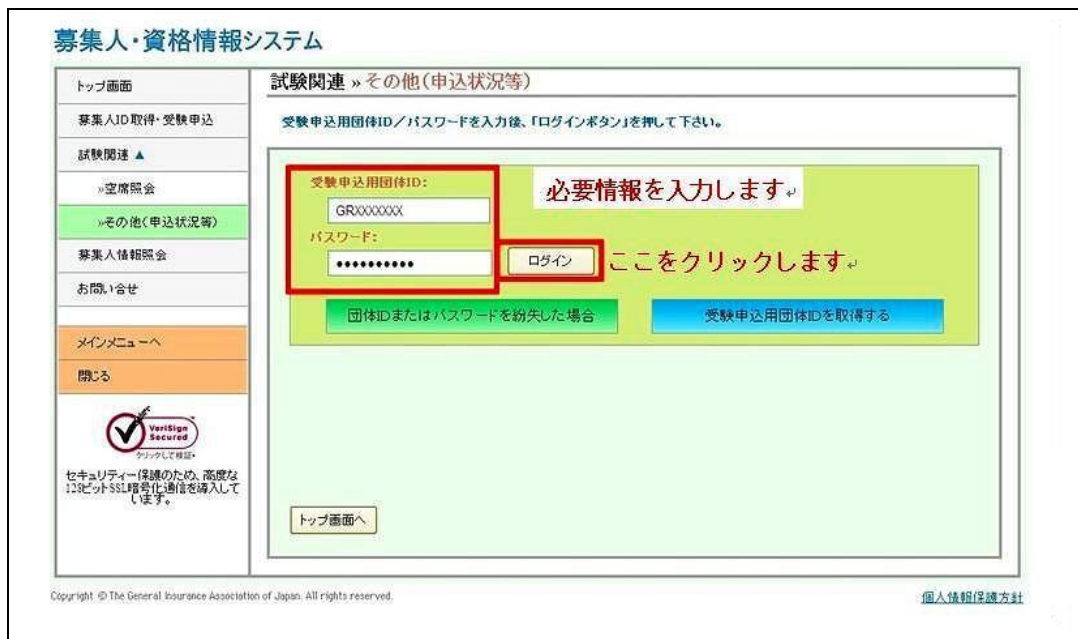 募集人・資格情報システム
トップ画面
募集人ID取得・受験申込
試験関連 ▲
»空席照会
»その他(申込状況等)
募集人情報照会
お問い合せ
メインメニューへ
閉じる
VeriSign
Secured
クリックして検証▸
セキュリティー保護のため、高度な
128ビットSSL暗号化通信を導入して
います。
試験関連 » その他(申込状況等)
受験申込用団体ID/パスワードを入力後、「ログインボタン」を押して下さい。
受験申込用団体ID:
GRXXXXXXX
必要情報を入力します↵
パスワード:
●●●●●●●●●●
ログイン
ここをクリックします↵
団体IDまたはパスワードを紛失した場合
受験申込用団体IDを取得する
トップ画面へ
Copyright © The General Insurance Association of Japan. All rights reserved.
個人情報保護方針